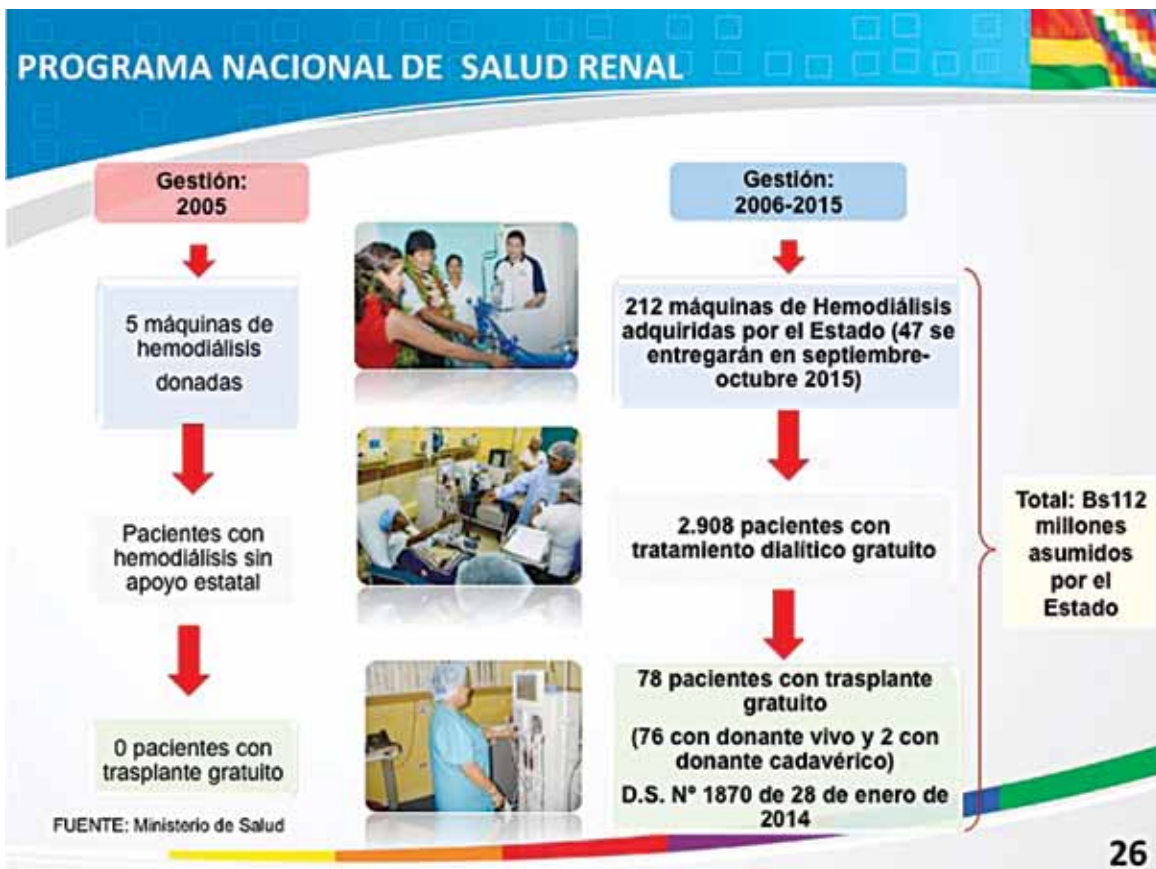 PROGRAMA NACIONAL DE SALUD RENAL
Gestión:
2005
5 máquinas de
hemodiálisis
donadas
Pacientes con
hemodiálisis sin
apoyo estatal
0 pacientes con
trasplante gratuito
FUENTE: Ministerio de Salud
Gestión:
2006-2015
212 máquinas de Hemodiálisis
adquiridas por el Estado (47 se
entregarán en septiembre-
octubre 2015)
2.908 pacientes con
tratamiento dialítico gratuito
78 pacientes con trasplante
gratuito
(76 con donante vivo y 2 con
donante cadavérico)
D.S. Nº 1870 de 28 de enero de
2014
Total: Bs112
millones
asumidos
por el
Estado
26